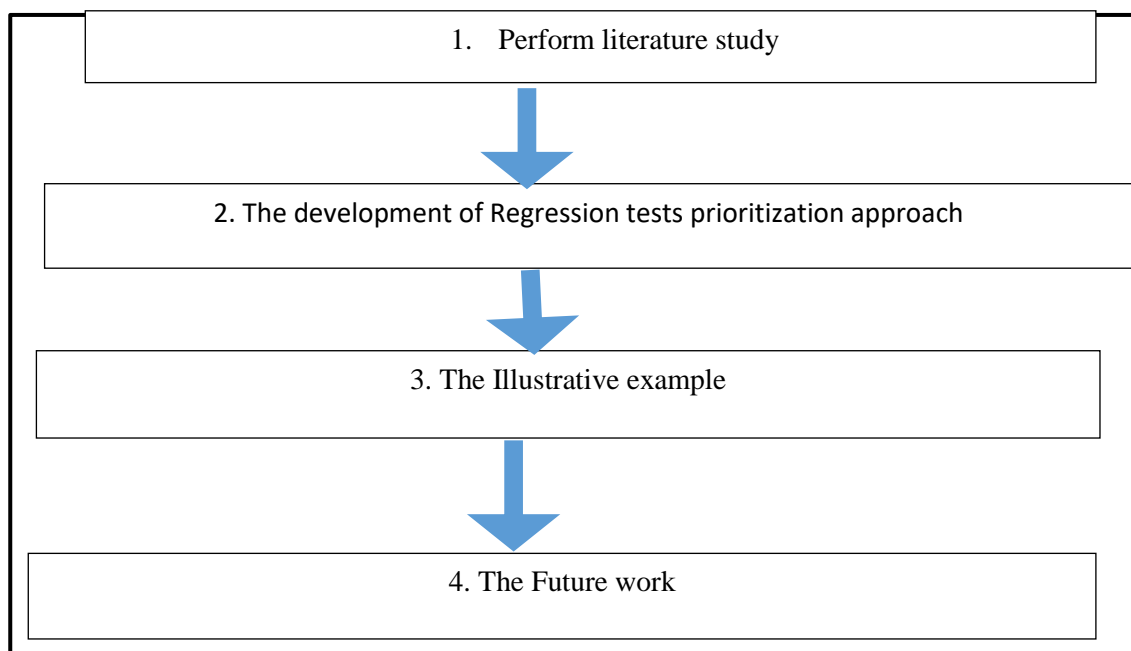 1. Perform literature study
2. The development of Regression tests prioritization approach
3. The Illustrative example
4. The Future work